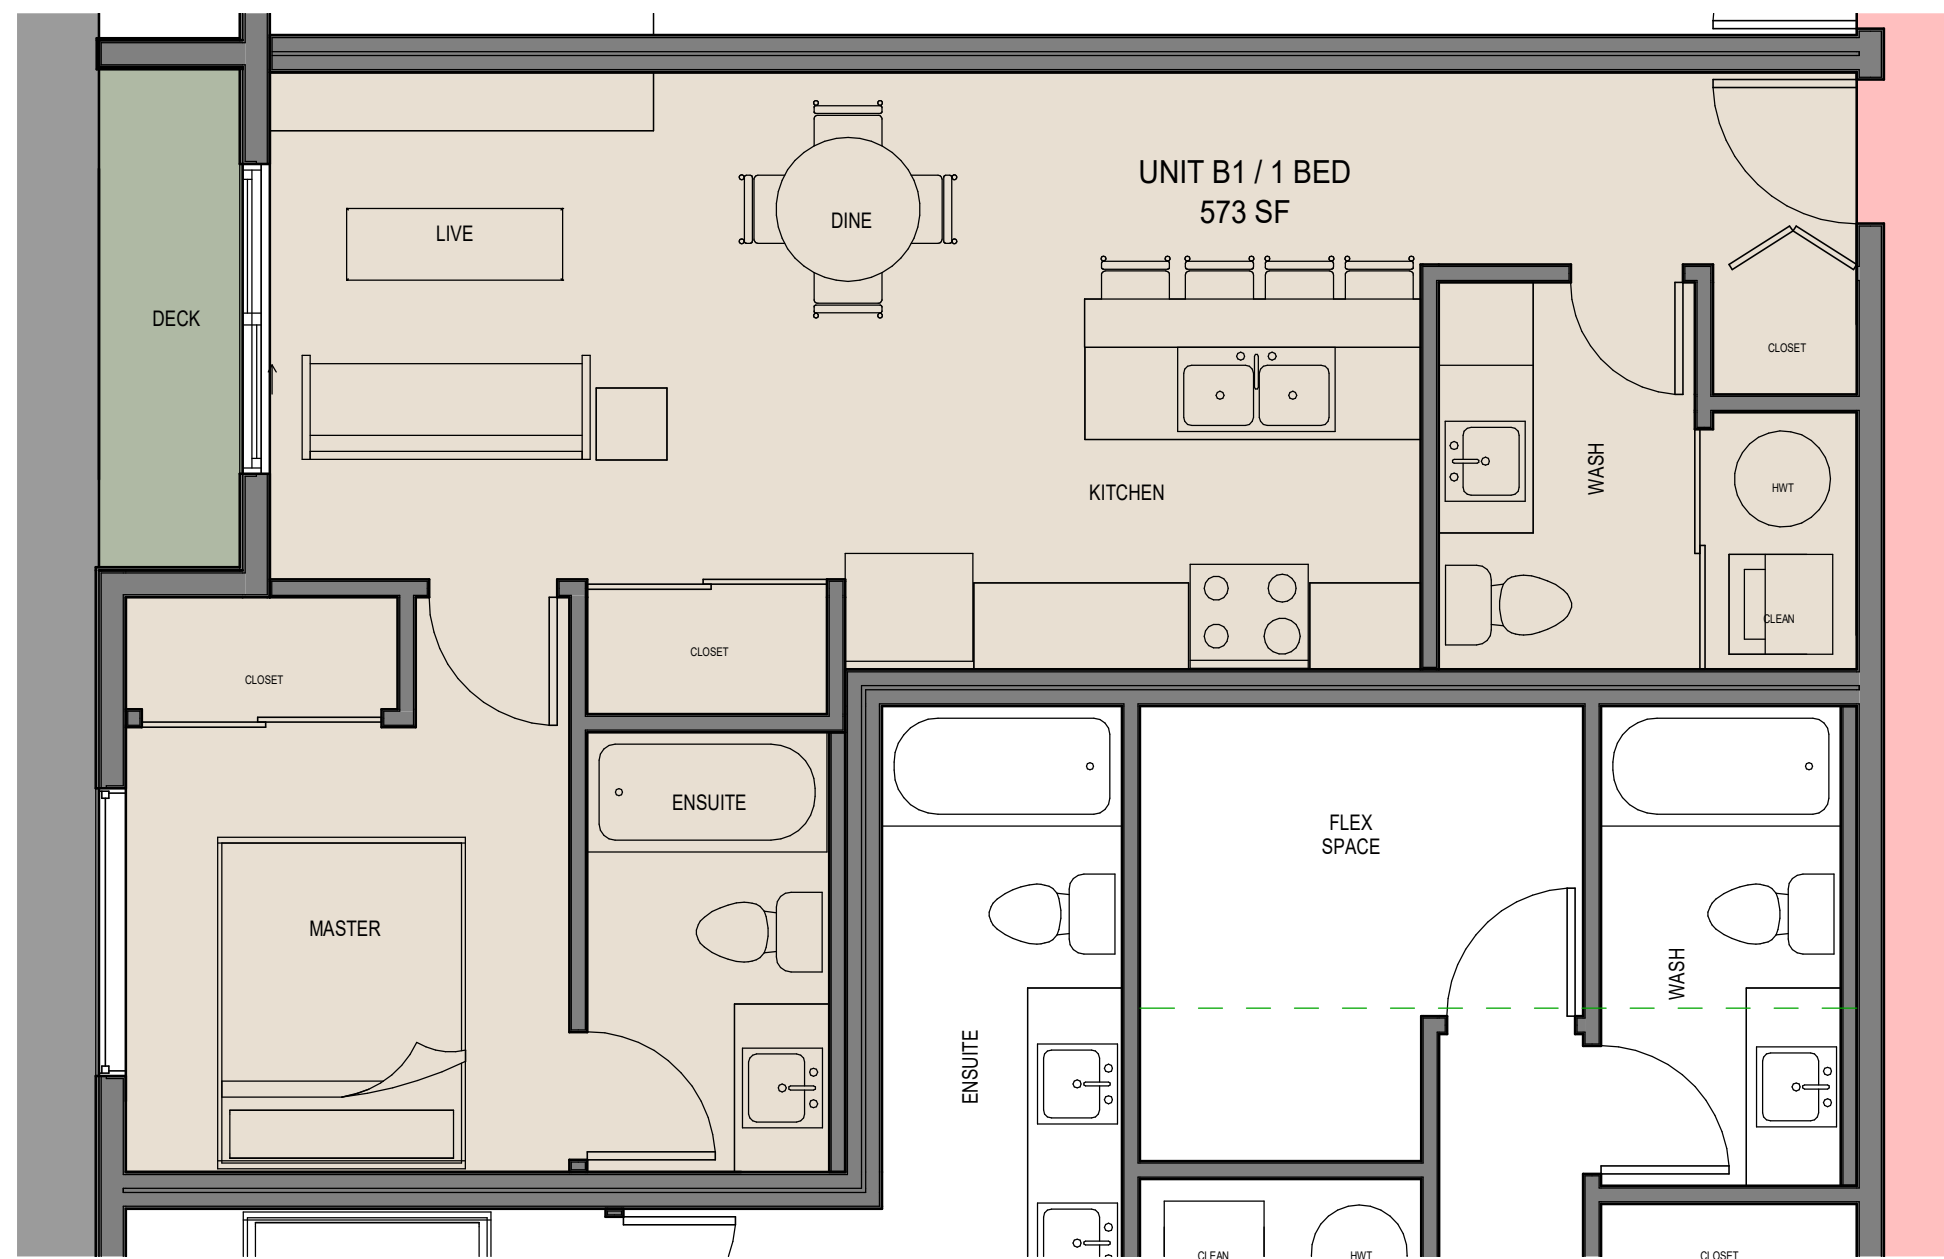 UNIT B1 / 1 BED
573 SF
LIVE
DINE
DECK
CLOSET
KITCHEN
WASH
HWT
CLEAN
CLOSET
CLOSET
ENSUITE
MASTER
FLEX
SPACE
WASH
ENSUITE
CLEAN
HWT
CLOSET